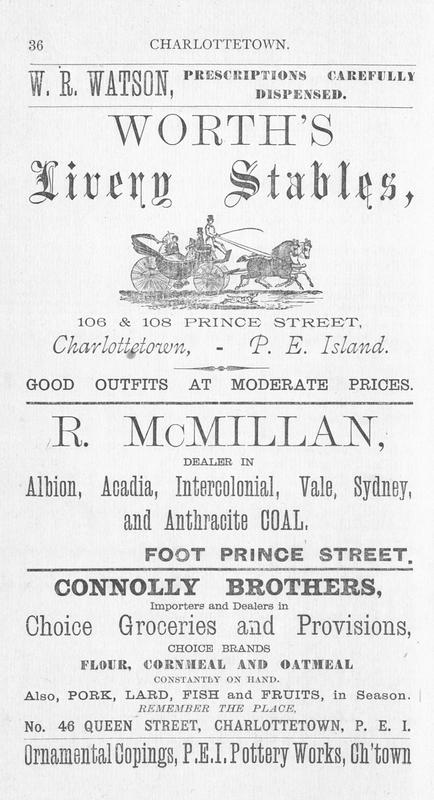 36 CHARLOTTETOWN.
W. R. WATSON, PRESCRIPTIONS CAREFULLY
DISPENSED.
WORTH'S
Livery Stables,
106 & 108 PRINCE STREET,
Charlottetown, - P. E. Island.
GOOD OUTFITS AT MODERATE PRICES.
R. McMILLAN,
DEALER IN
Albion, Acadia, Intercolonial, Vale, Sydney,
and Anthracite COAL.
FOOT PRINCE STREET.
CONNOLLY BROTHERS,
Importers and Dealers in
Choice Groceries and Provisions,
CHOICE BRANDS
FLOUR, CORNMEAL AND OATMEAL
CONSTANTLY ON HAND.
Also, PORK, LARD, FISH and FRUITS, in Season.
REMEMBER THE PLACE,
No. 46 QUEEN STREET, CHARLOTTETOWN, P. E. I.
Ornamental Copings, P.E.I. Pottery Works, Ch'town